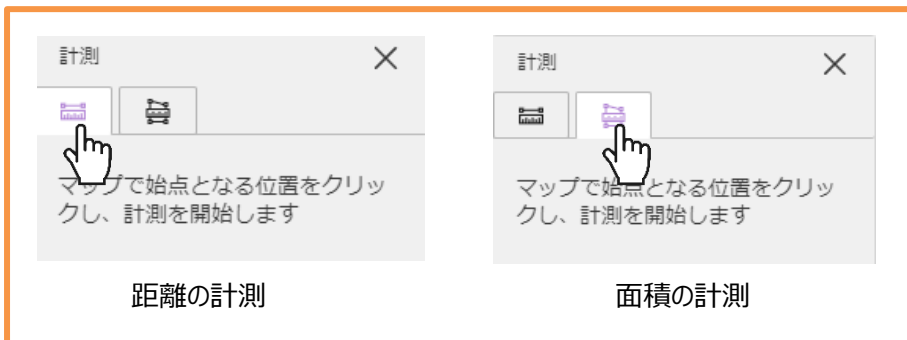 計測
マップで始点となる位置をクリッ
クし、計測を開始します
距離の計測
計測
マップで始点となる位置をクリッ
クし、計測を開始します
面積の計測